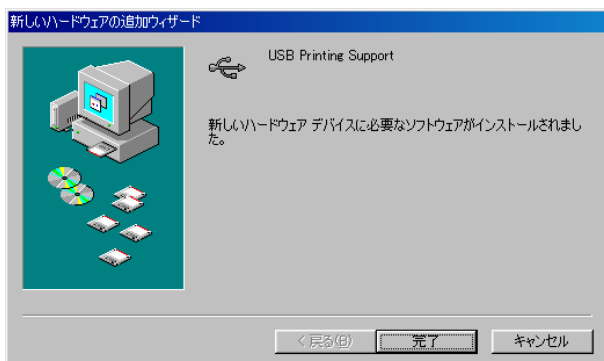 新しいハードウェアの追加ウィザード
USB Printing Support
新しいハードウェア デバイスに必要なソフトウェアがインストールされまし
た。
< 戻る(B)
完了
キャンセル